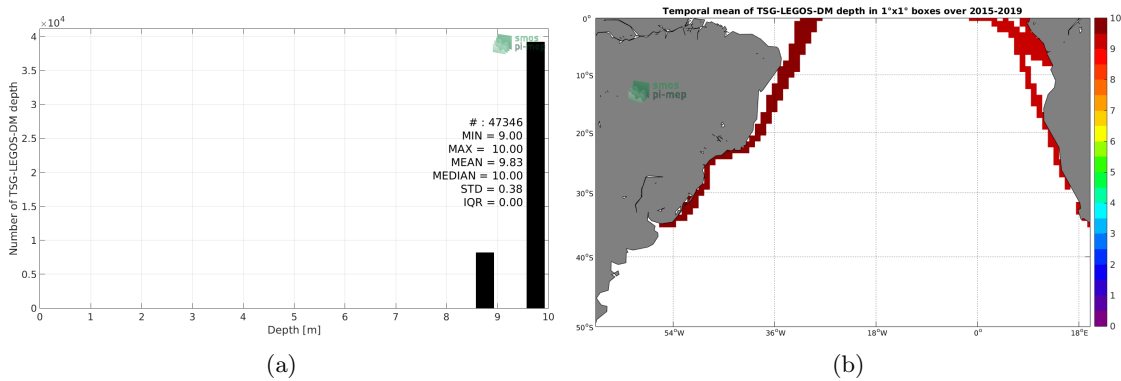 ×10⁴
4
3.5
3
2.5
2
1.5
1
0.5
0
Number of TSG-LEGOS-DM depth
smos
pi-mep
# : 47346
MIN = 9.00
MAX = 10.00
MEAN = 9.83
MEDIAN = 10.00
STD = 0.38
IQR = 0.00
0 1 2 3 4 5 6 7 8 9 10
Depth [m]
(a)
Temporal mean of TSG-LEGOS-DM depth in 1°x1° boxes over 2015-2019
0°
10°S
20°S
30°S
40°S
50°S
smos
pi-mep
54°W 36°W 18°W 0° 18°E
10
9
8
7
6
5
4
3
2
1
0
(b)